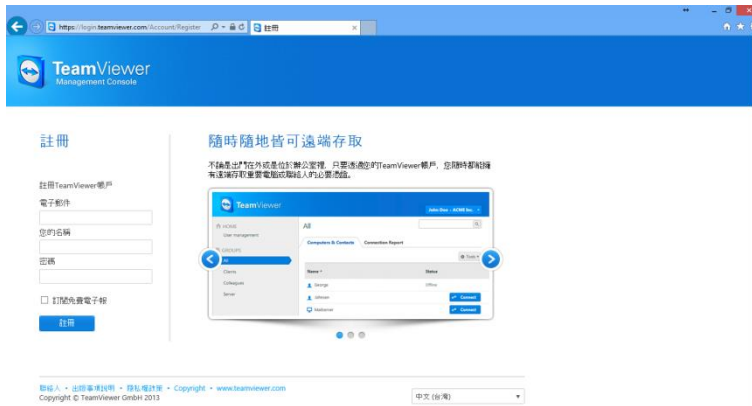 https://login.teamviewer.com/Account/Register
註冊
TeamViewer
Management Console
註冊
註冊TeamViewer帳戶
電子郵件
您的名稱
密碼
訂閱免費電子報
註冊
隨時隨地皆可遠端存取
不論是出門在外或是位於辦公室裡，只要透過您的TeamViewer帳戶，您隨時都能擁
有遠端存取重要電腦或聯絡人的必要憑證。
TeamViewer
John Doe - ACME Inc.
HOME
User management
GROUPS
All
Clients
Colleagues
Server
All
Computers & Contacts
Connection Report
Tools
Name
Status
George
Offline
Connect
Mailserver
Connect
聯絡人 • 出版事項說明 • 隱私權政策 • Copyright • www.teamviewer.com
Copyright © TeamViewer GmbH 2013
中文 (台灣)